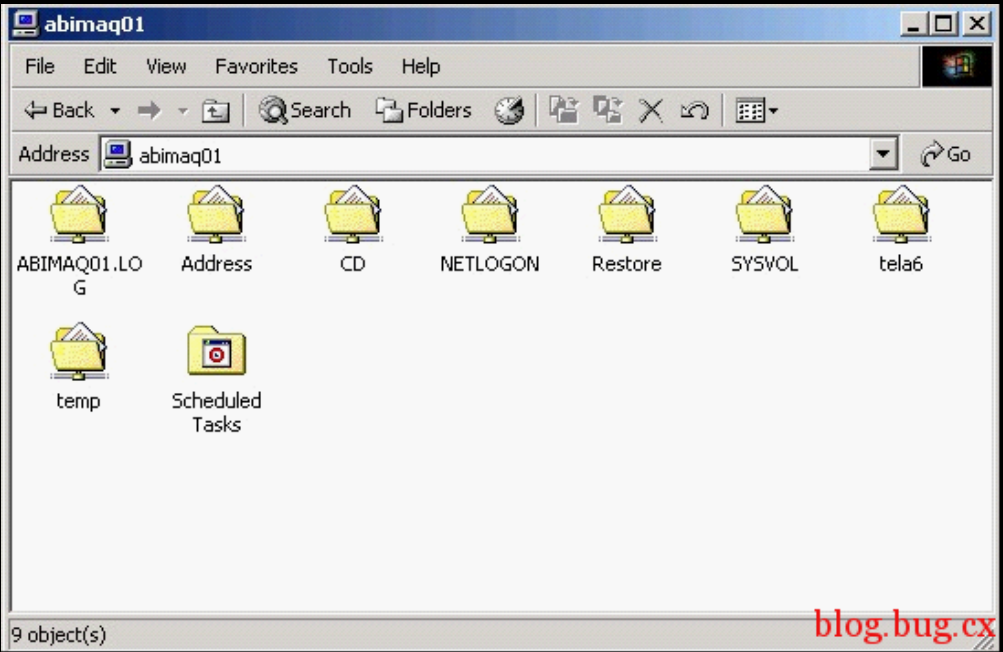 abimaq01
File Edit View Favorites Tools Help
Back Search Folders
Address abimaq01 Go
ABIMAQ01.LO Address CD NETLOGON Restore SYSVOL tela6
G
temp Scheduled
Tasks
9 object(s)
blog.bug.cx